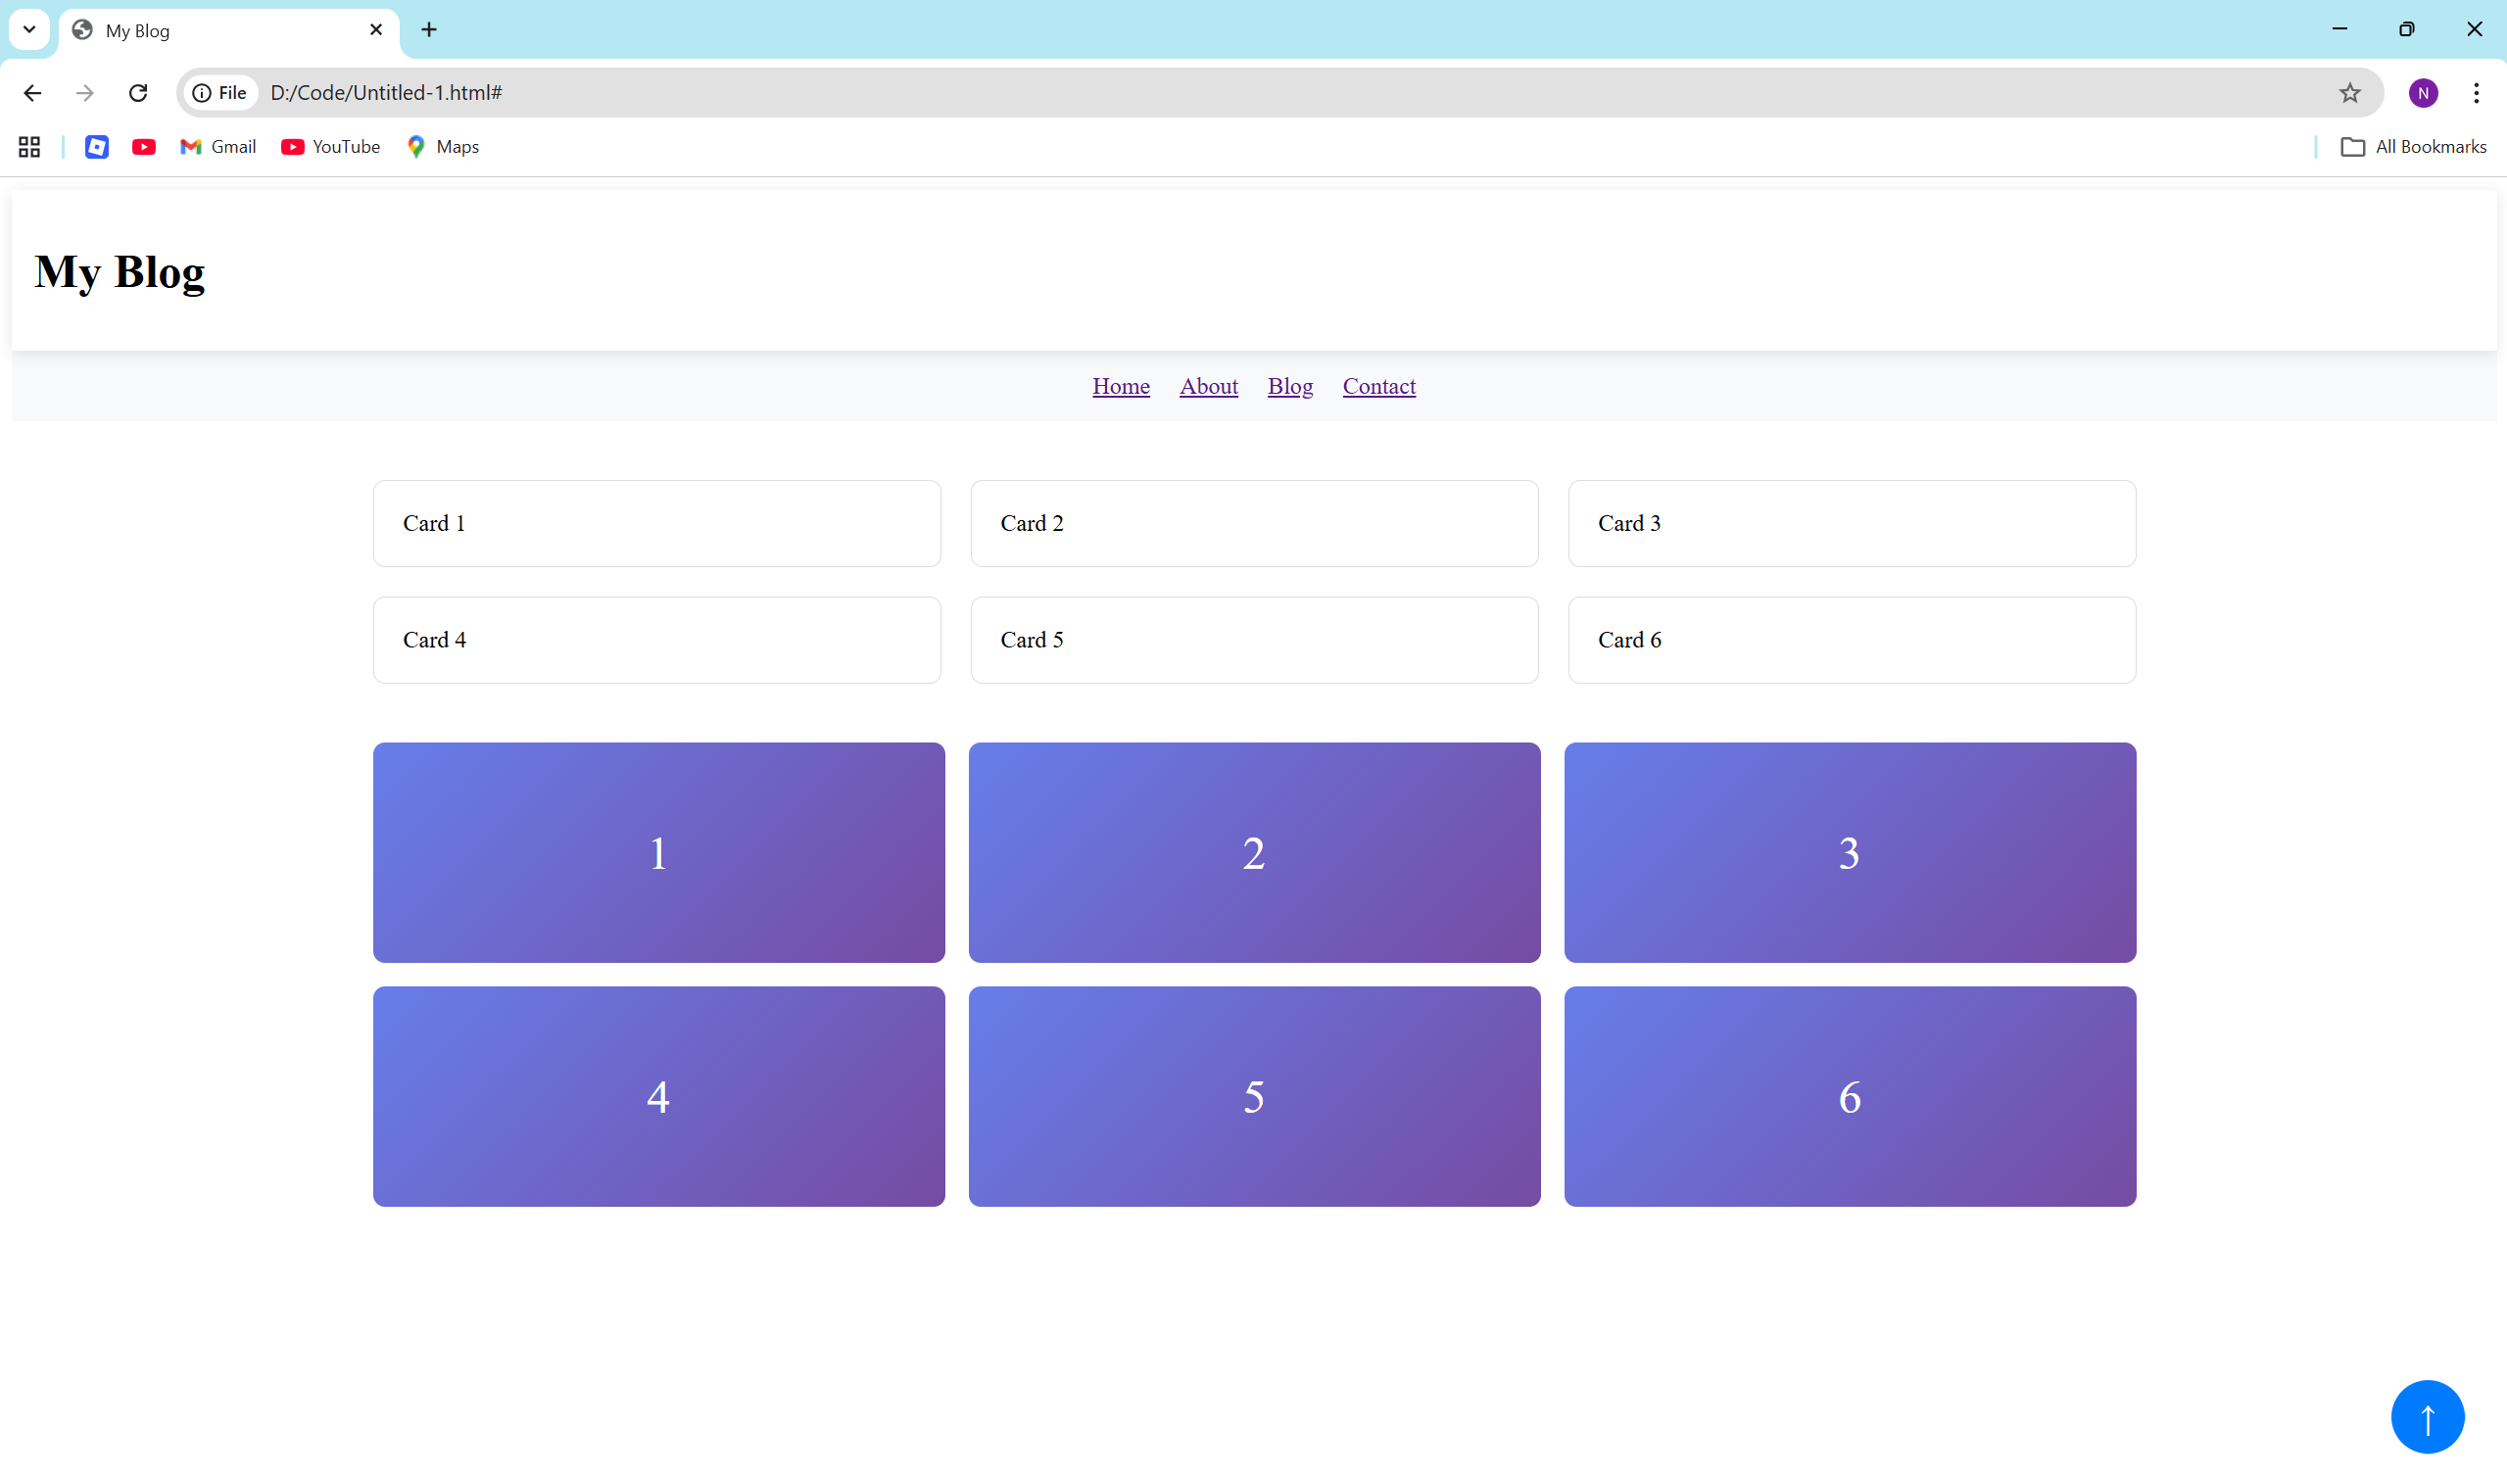 My Blog
File D:/Code/Untitled-1.html# N
Gmail YouTube Maps All Bookmarks
My Blog
Home About Blog Contact
Card 1 Card 2 Card 3
Card 4 Card 5 Card 6
1 2 3
4 5 6
↑